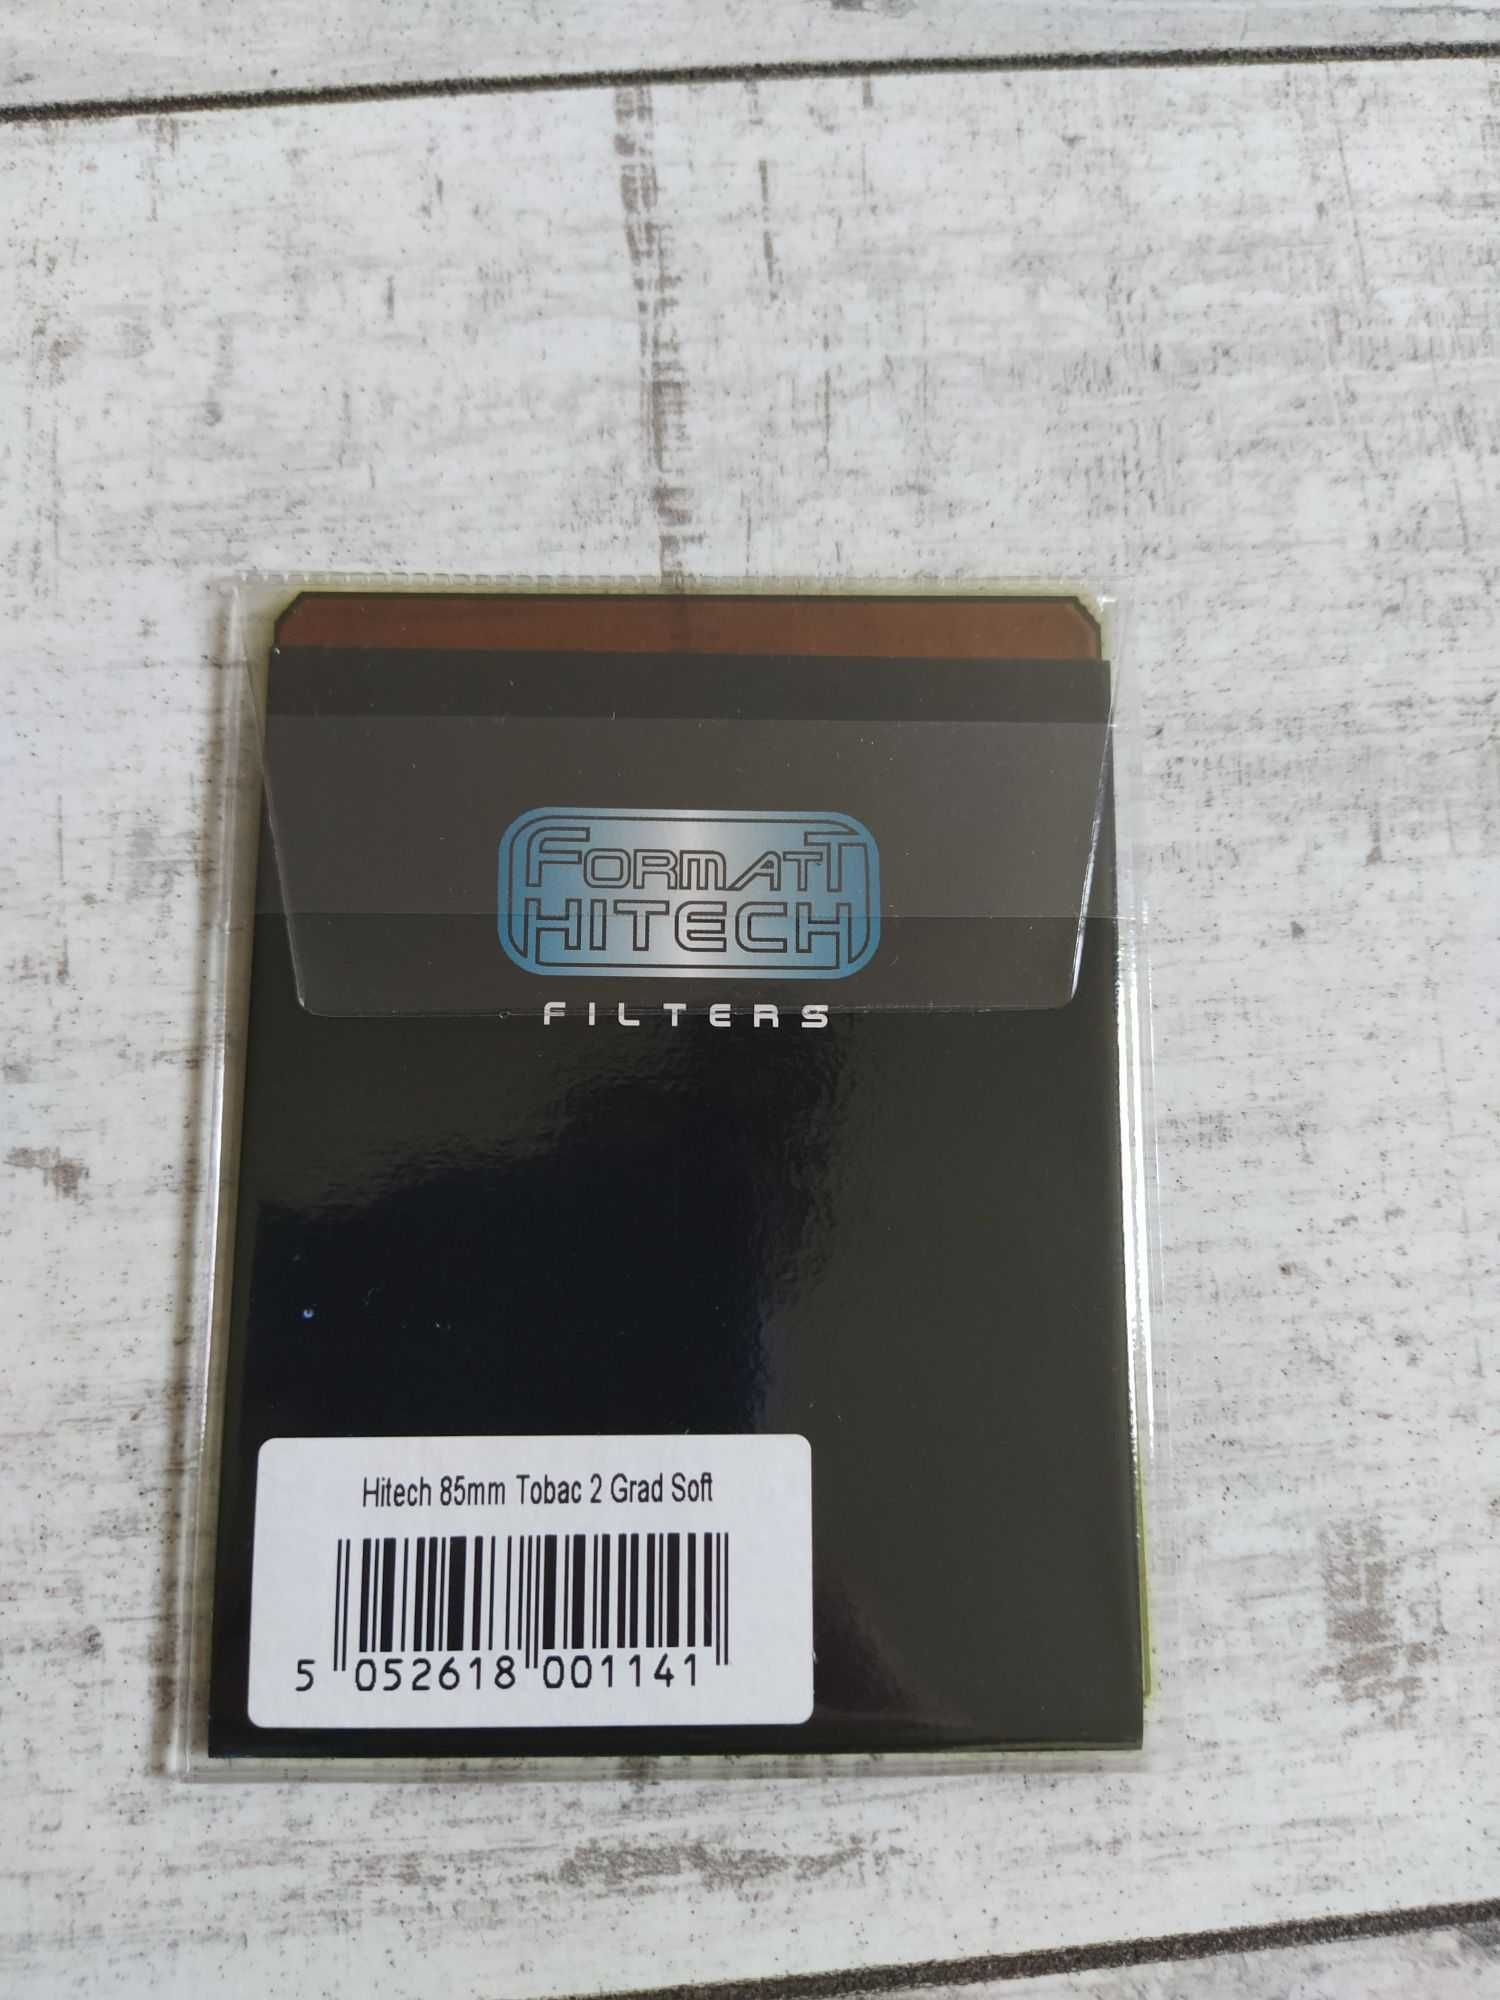 FORMATT
HITECH
FILTERS
Hitech 85mm Tobac 2 Grad Soft
5 052618 001141